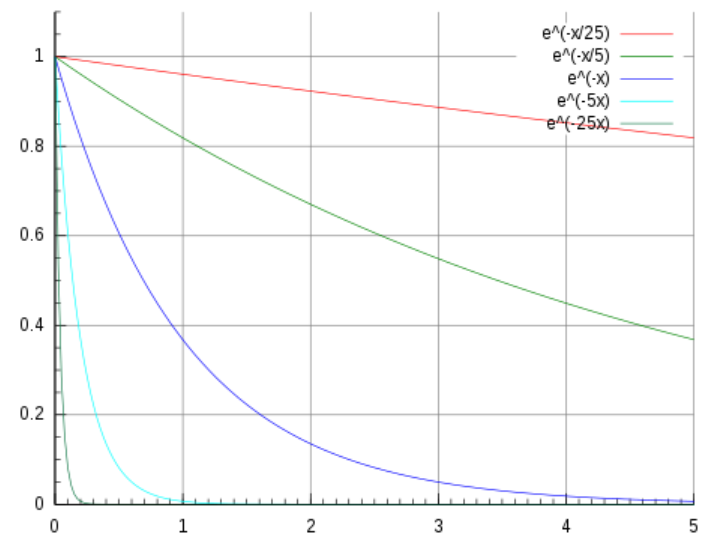 e^(-x/25)
1
e^(-x/5)
e^(-x)
e^(-5x)
e^(-25x)
0.8
0.6
0.4
0.2
0
0 1 2 3 4 5